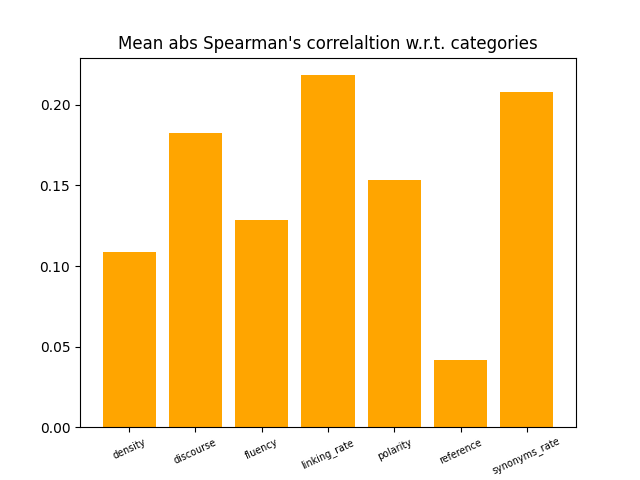 Mean abs Spearman's correlaltion w.r.t. categories
0.20
0.15
0.10
0.05
0.00
density
discourse
fluency
linking_rate
polarity
reference
synonyms_rate